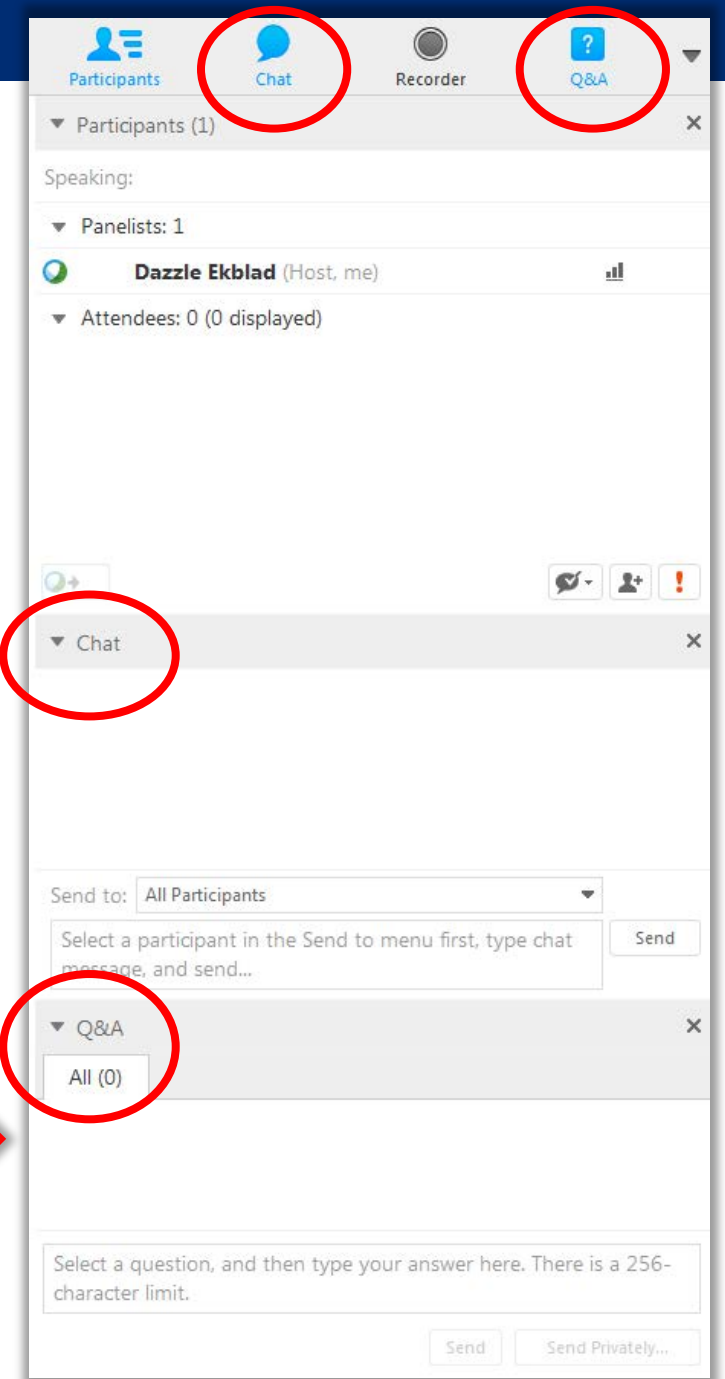 Participants Chat Recorder Q&A
Participants (1)
Speaking:
Panelists: 1
Dazzle Ekblad (Host, me)
Attendees: 0 (0 displayed)
Chat
Send to: All Participants
Select a participant in the Send to menu first, type chat
message, and send...
Send
Q&A
All (0)
Select a question, and then type your answer here. There is a 256-
character limit.
Send Send Privately...